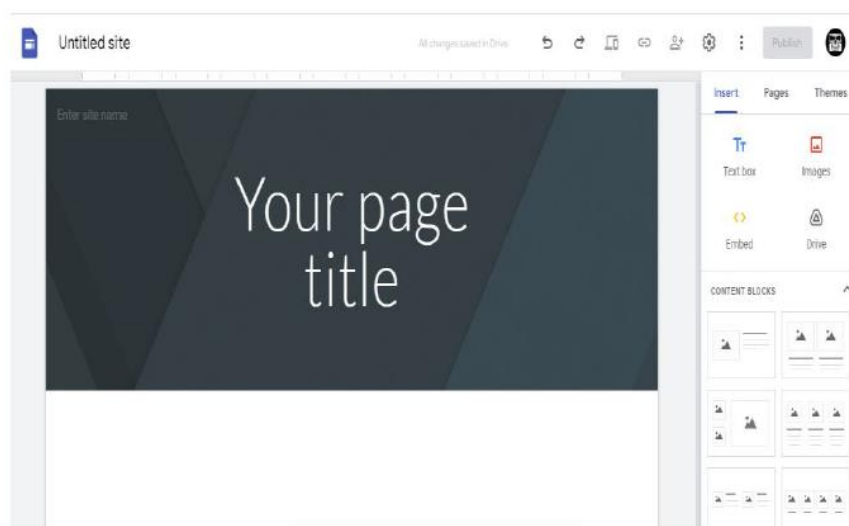 Untitled site
All changes saved in Drive
Publish
Insert
Pages
Themes
Enter site name
Your page
title
Text box
Images
Embed
Drive
CONTENT BLOCKS